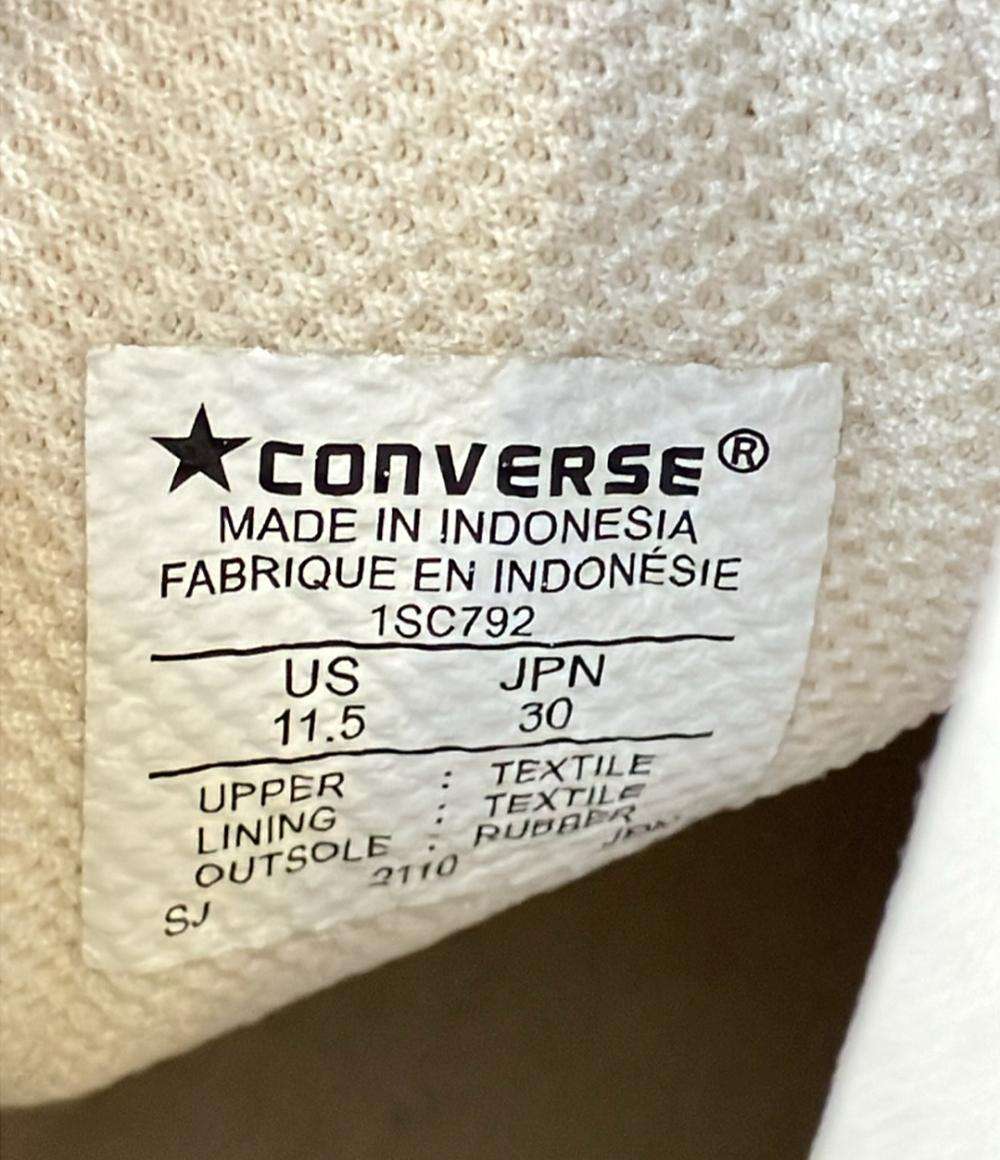 ★CONVERSE®
MADE IN INDONESIA
FABRIQUE EN INDONÉSIE
1SC792
US JPN
11.5 30
UPPER : TEXTILE
LINING : TEXTILE
OUTSOLE : RUBBER
SJ 2110